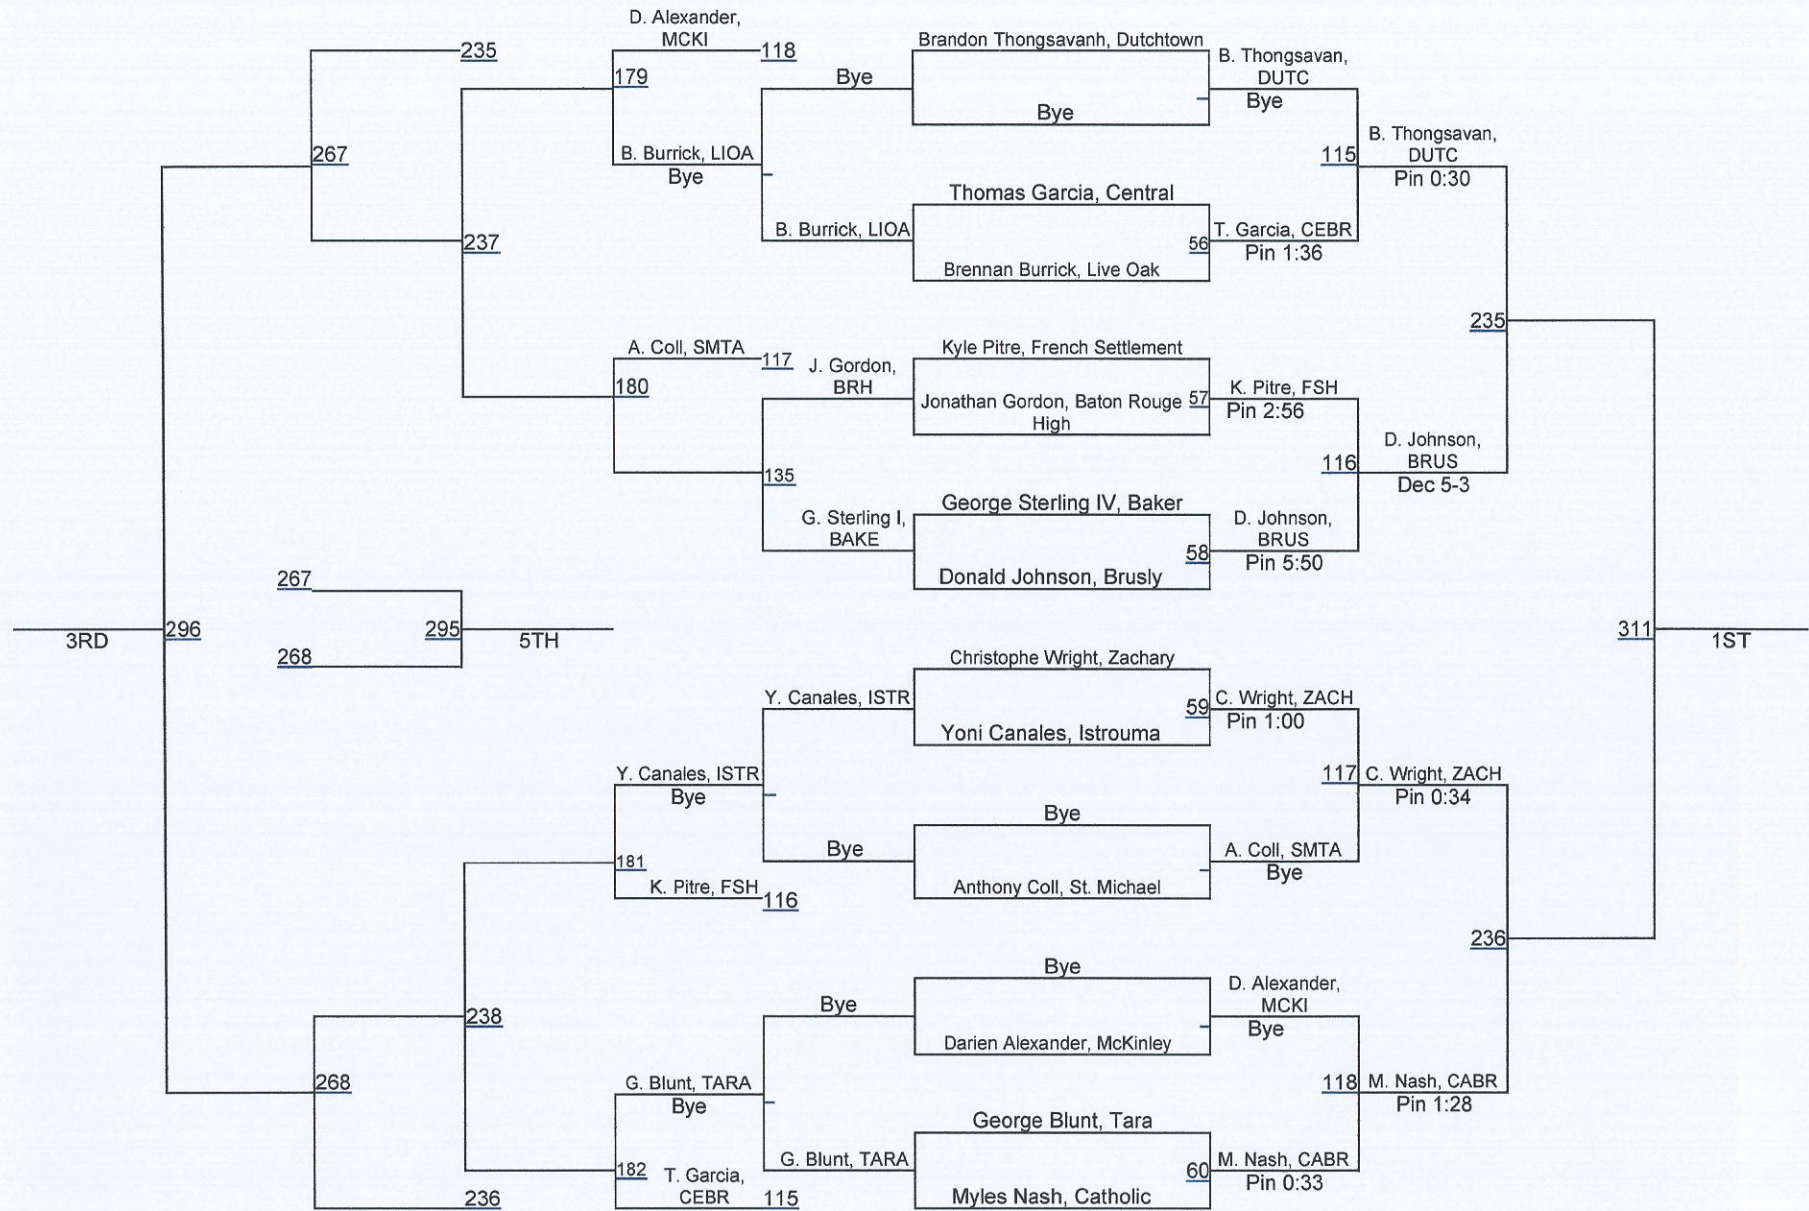 D. Alexander,
MCKI
235
118
179
Bye
Brandon Thongsavanh, Dutchtown
Bye
B. Thongsavan,
DUTC
Bye
B. Burrick, LIOA
Bye
267
115
B. Thongsavan,
DUTC
Pin 0:30
Thomas Garcia, Central
237
B. Burrick, LIOA
56
T. Garcia, CEBR
Pin 1:36
Brennan Burrick, Live Oak
235
A. Coll, SMTA
117
180
J. Gordon,
BRH
Kyle Pitre, French Settlement
Jonathan Gordon, Baton Rouge
High
57
K. Pitre, FSH
Pin 2:56
135
116
D. Johnson,
BRUS
Dec 5-3
George Sterling IV, Baker
G. Sterling I,
BAKE
58
D. Johnson,
BRUS
Pin 5:50
Donald Johnson, Brusly
267
3RD
296
295
5TH
268
311
1ST
Christophe Wright, Zachary
Y. Canales, ISTR
59
C. Wright, ZACH
Pin 1:00
Yoni Canales, Istrouma
Y. Canales, ISTR
Bye
117
C. Wright, ZACH
Pin 0:34
Bye
Bye
A. Coll, SMTA
Bye
Anthony Coll, St. Michael
181
K. Pitre, FSH
116
236
Bye
Bye
D. Alexander,
MCKI
Bye
Darien Alexander, McKinley
238
268
G. Blunt, TARA
Bye
118
M. Nash, CABR
Pin 1:28
George Blunt, Tara
G. Blunt, TARA
60
M. Nash, CABR
Pin 0:33
Myles Nash, Catholic
182
T. Garcia,
CEBR
115
236